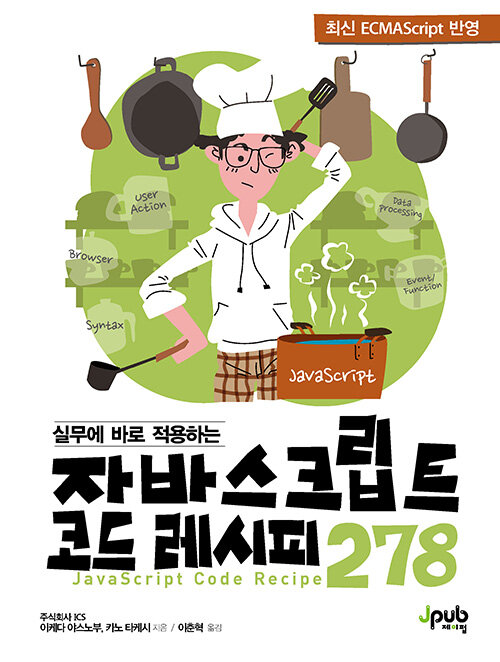 최신 ECMAScript 반영
User
Action
Data
Processing
Browser
Event/
Function
Syntax
JavaScript
실무에 바로 적용하는
자바스크립트
코드 레시피 278
JavaScript Code Recipe
주식회사 ICS
이케다 야스노부, 카노 타케시 지음 / 이춘혁 옮김
Jpub
제이펍